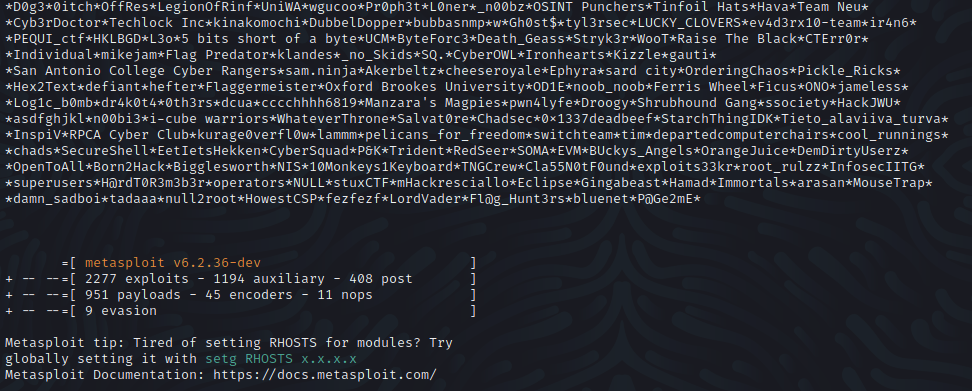 *D0g3*0itch*OffRes*LegionOfRinf*UniWA*wgucoo*Pr0ph3t*L0ner*_n00bz*OSINT Punchers*Tinfoil Hats*Hava*Team Neu*
*Cyb3rDoctor*Techlock Inc*kinakomochi*DubbelDopper*bubbasnmp*w*Gh0st$*tyl3rsec*LUCKY_CLOVERS*ev4d3rx10-team*ir4n6*
*PEQUI_ctf*HKLBGD*L3o*5 bits short of a byte*UCM*ByteForc3*Death_Geass*Stryk3r*WooT*Raise The Black*CTErr0r*
*Individual*mikejam*Flag Predator*klandes*_no_Skids*SQ.*CyberOWL*Ironhearts*Kizzle*gauti*
*San Antonio College Cyber Rangers*sam.ninja*Akerbeltz*cheeseroyale*Ephyra*sard city*OrderingChaos*Pickle_Ricks*
*Hex2Text*defiant*hefter*Flaggermeister*Oxford Brookes University*OD1E*noob_noob*Ferris Wheel*Ficus*ONO*jameless*
*Log1c_b0mb*dr4k0t4*0th3rs*dcua*cccchhhh6819*Manzara's Magpies*pwn4lyfe*Droogy*Shrubhound Gang*ssociety*HackJWU*
*asdfghjkl*n00bi3*i-cube warriors*WhateverThrone*Salvat0re*Chadsec*0×1337deadbeef*StarchThingIDK*Tieto_alaviiva_turva*
*InspiV*RPCA Cyber Club*kurage0verfl0w*lammm*pelicans_for_freedom*switchteam*tim*departedcomputerchairs*cool_runnings*
*chads*SecureShell*EetIetsHekken*CyberSquad*P&K*Trident*RedSeer*SOMA*EVM*BUckys_Angels*OrangeJuice*DemDirtyUserz*
*OpenToAll*Born2Hack*Bigglesworth*NIS*10Monkeys1Keyboard*TNGCrew*Cla55N0tF0und*exploits33kr*root_rulzz*InfosecIITG*
*superusers*H@rdT0R3m3b3r*operators*NULL*stuxCTF*mHackresciallo*Eclipse*Gingabeast*Hamad*Immortals*arasan*MouseTrap*
*damn_sadboi*tadaaa*null2root*HowestCSP*fezfezf*LordVader*Fl@g_Hunt3rs*bluenet*P@Ge2mE*
=[ metasploit v6.2.36-dev ]
+ -- --=[ 2277 exploits - 1194 auxiliary - 408 post ]
+ -- --=[ 951 payloads - 45 encoders - 11 nops ]
+ -- --=[ 9 evasion ]
Metasploit tip: Tired of setting RHOSTS for modules? Try
globally setting it with setg RHOSTS x.x.x.x
Metasploit Documentation: https://docs.metasploit.com/